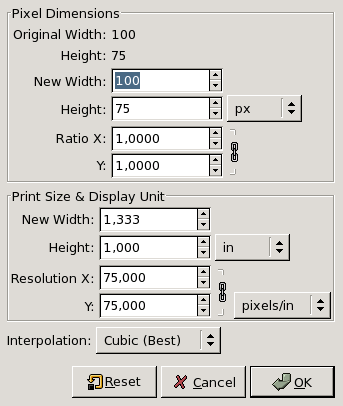 Pixel Dimensions
Original Width: 100
Height: 75
New Width: 100
Height: 75 px
Ratio X: 1,0000
Y: 1,0000
Print Size & Display Unit
New Width: 1,333
Height: 1,000 in
Resolution X: 75,000
Y: 75,000 pixels/in
Interpolation: Cubic (Best)
Reset Cancel OK